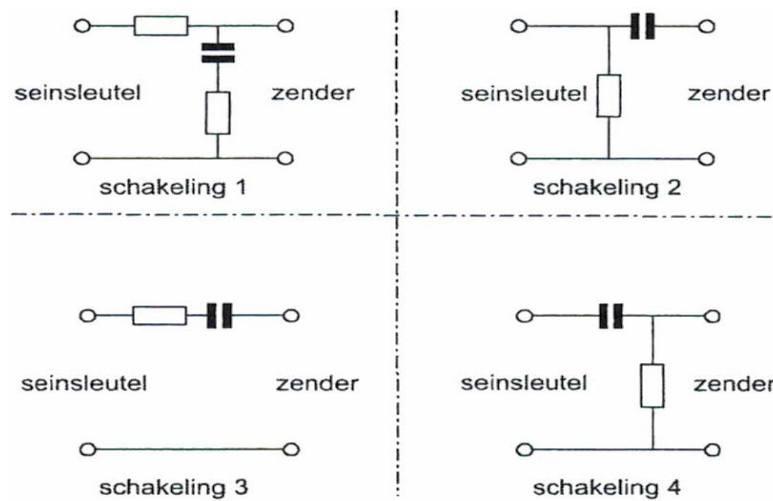 seinsleutel zender
schakeling 1
seinsleutel zender
schakeling 2
seinsleutel zender
schakeling 3
seinsleutel zender
schakeling 4